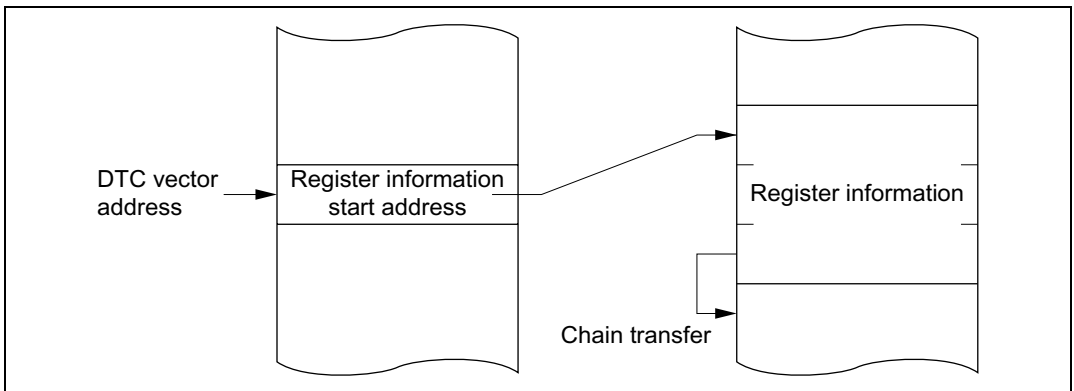 DTC vector
address
Register information
start address
Register information
Chain transfer